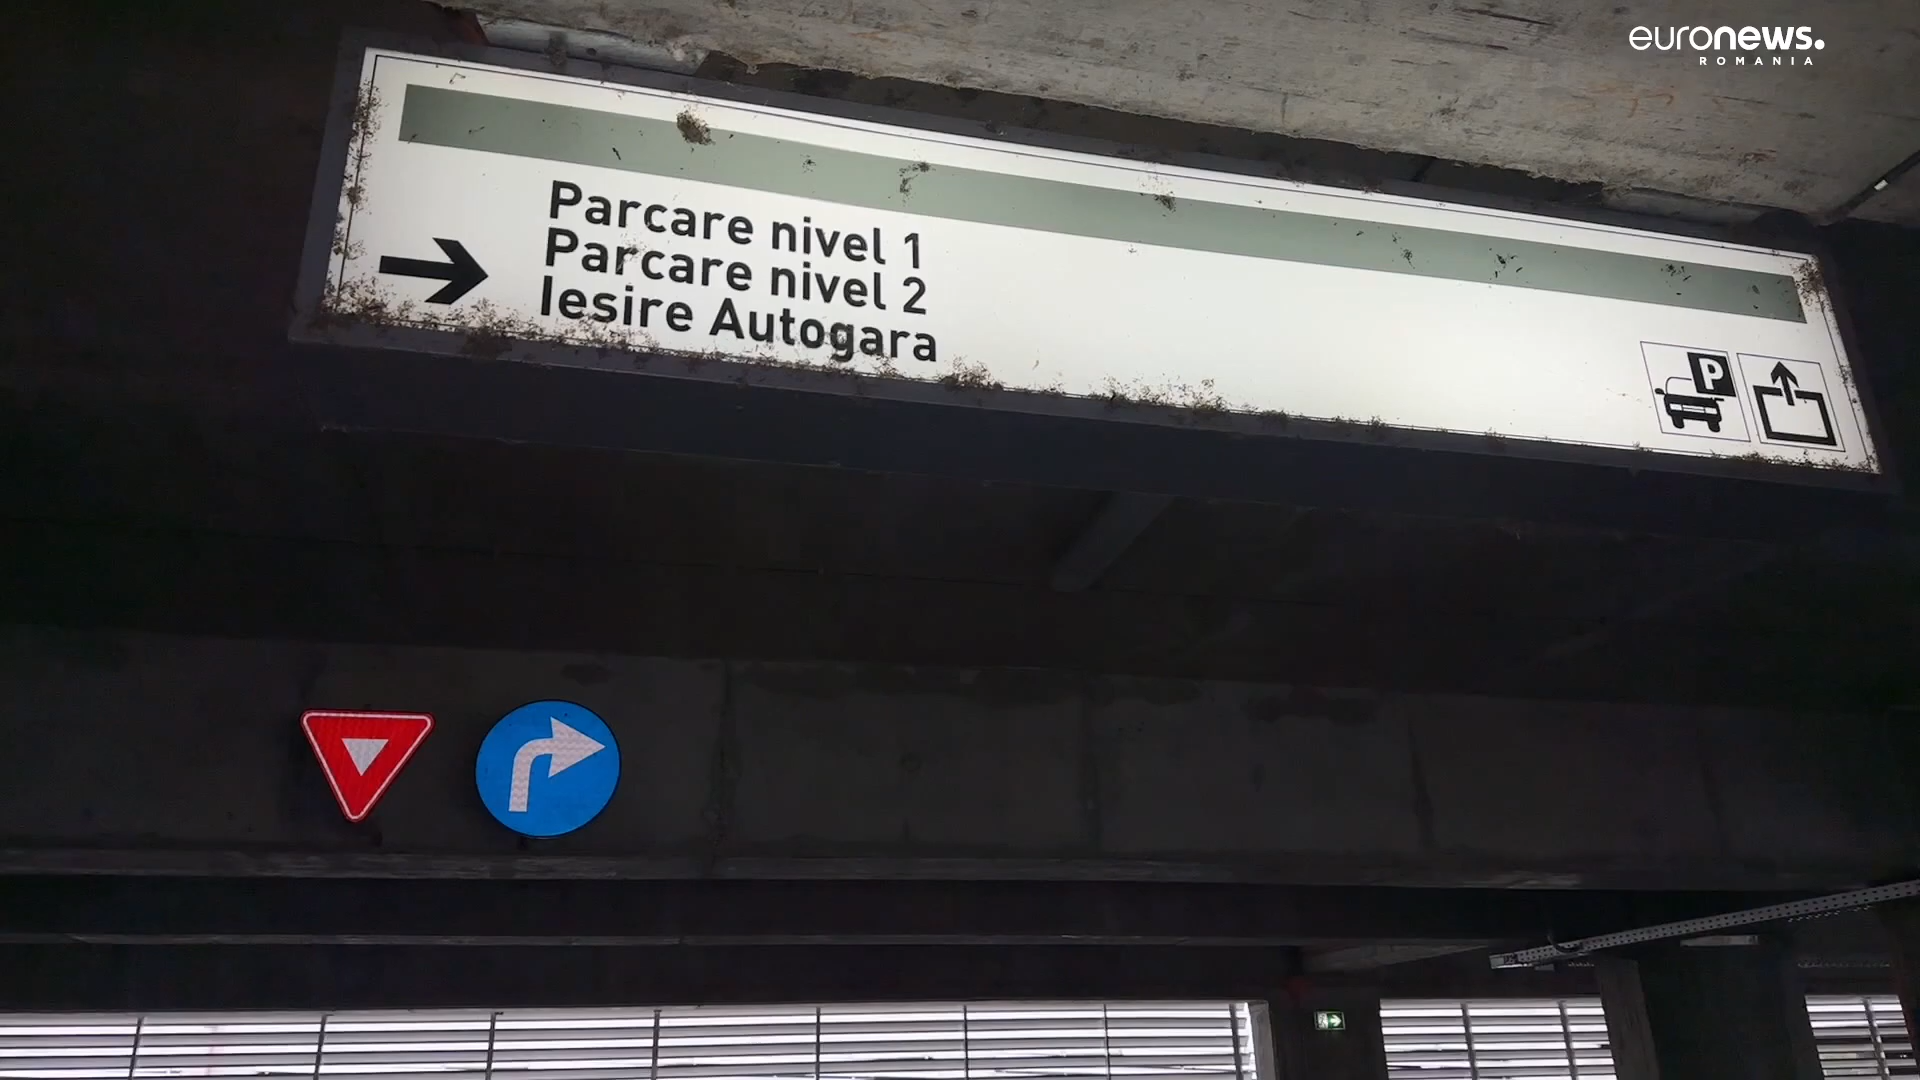 euronews.
ROMANIA
Parcare nivel 1
Parcare nivel 2
Iesire Autogara
P